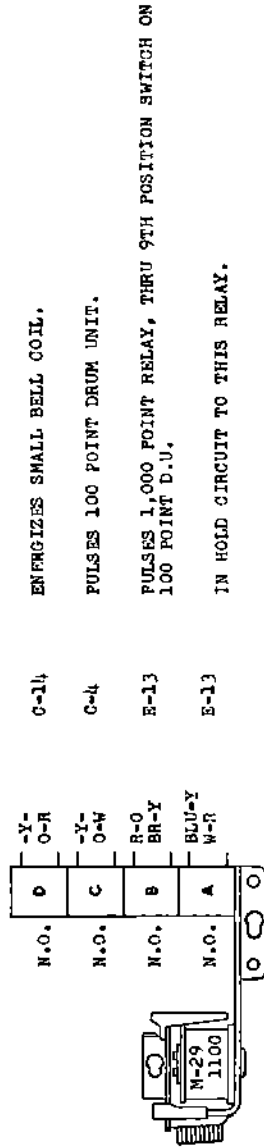 N.O. D -Y- C-14 ENERGIZES SMALL BELL COIL.
O-R
N.O. C -Y- C-4 PULSES 100 POINT DRUM UNIT.
O-W
N.O. B R-O E-13 PULSES 1,000 POINT RELAY, THRU 9TH POSITION SWITCH ON
BR-Y 100 POINT D.U.
N.O. A BLU-Y E-13 IN HOLD CIRCUIT TO THIS RELAY.
W-R
M-29
1100